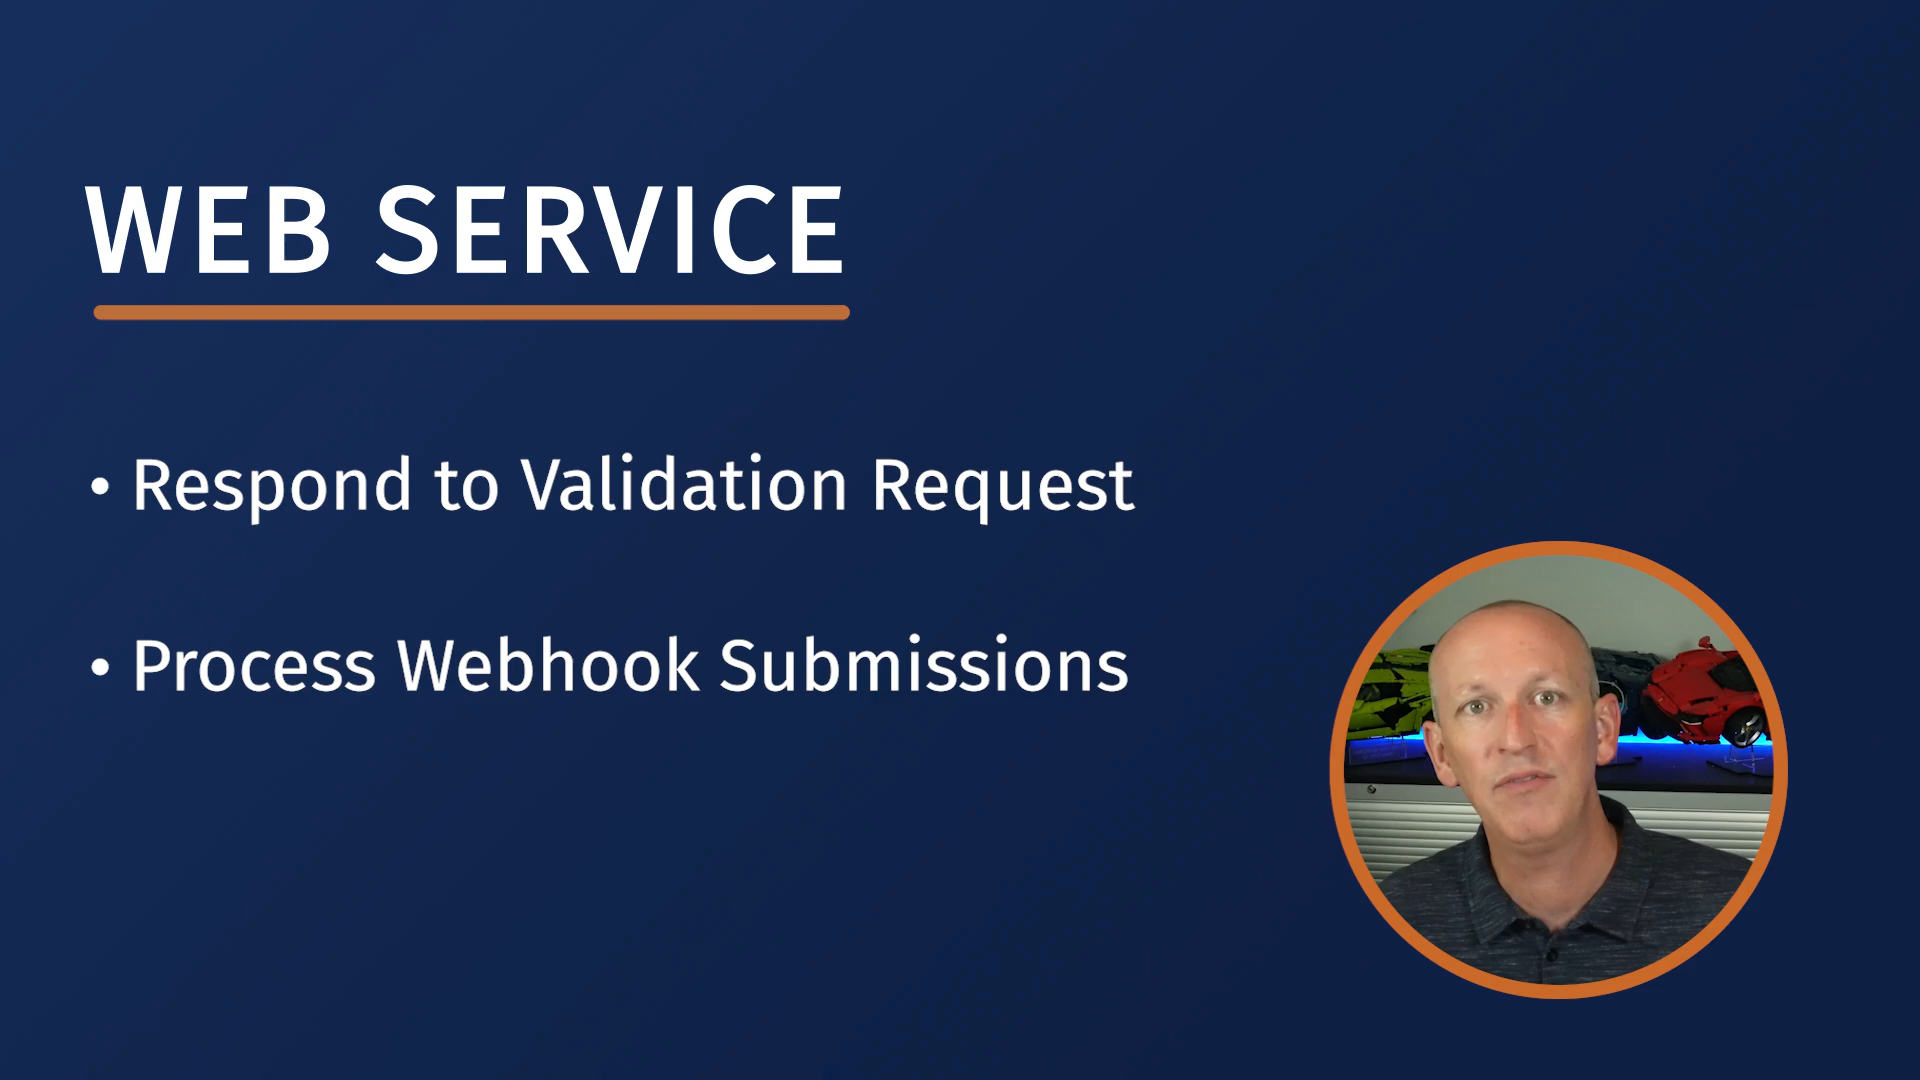 WEB SERVICE
• Respond to Validation Request
• Process Webhook Submissions